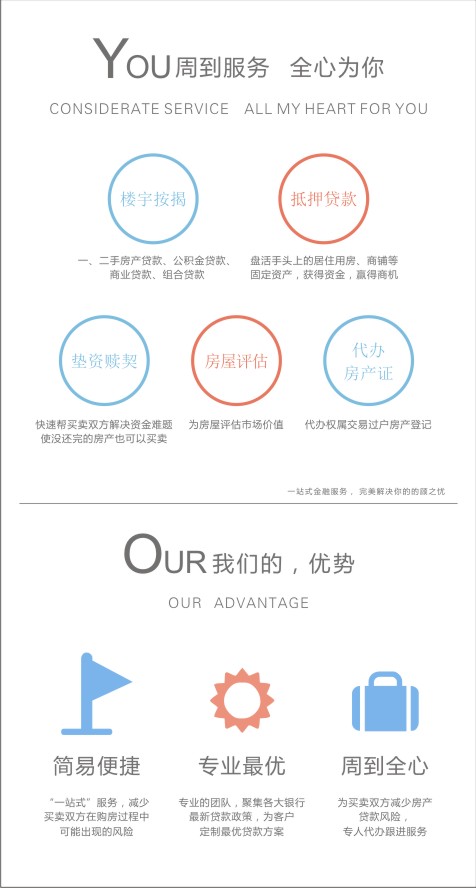 YOU周到服务 全心为你
CONSIDERATE SERVICE ALL MY HEART FOR YOU
楼宇按揭
抵押贷款
一、二手房产贷款、公积金贷款、
商业贷款、组合贷款
盘活手头上的居住用房、商铺等
固定资产，获得资金，赢得商机
垫资赎契
房屋评估
代办
房产证
快速帮买卖双方解决资金难题
使没还完的房产也可以买卖
为房屋评估市场价值
代办权属交易过户房产登记
一站式金融服务， 完美解决你的的顾之忧
OUR我们的，优势
OUR ADVANTAGE
简易便捷
专业最优
周到全心
“一站式”服务，减少
买卖双方在购房过程中
可能出现的风险
专业的团队，聚集各大银行
最新贷款政策，为客户
定制最优贷款方案
为买卖双方减少房产
贷款风险，
专人代办跟进服务